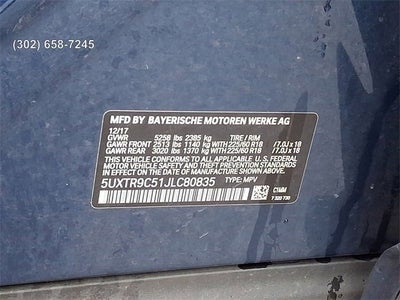 (302) 658-7245
MFD BY BAYERISCHE MOTOREN WERKE AG
12/17
GVWR 5258 lbs 2385 kg TIRE / RIM
GAWR FRONT 2513 lbs 1140 kg WITH 225/60 R18 / 7.0J x 18
GAWR REAR 3020 lbs 1370 kg WITH 225/60 R18 / 7.0J x 18
THIS VEHICLE CONFORMS TO ALL APPLICABLE U.S. FEDERAL
MOTOR VEHICLE SAFETY AND THEFT PREVENTION
STANDARDS IN EFFECT ON THE DATE OF
MANUFACTURE SHOWN ABOVE.
5UXTR9C51JLC80835 TYPE: MPV C1MM